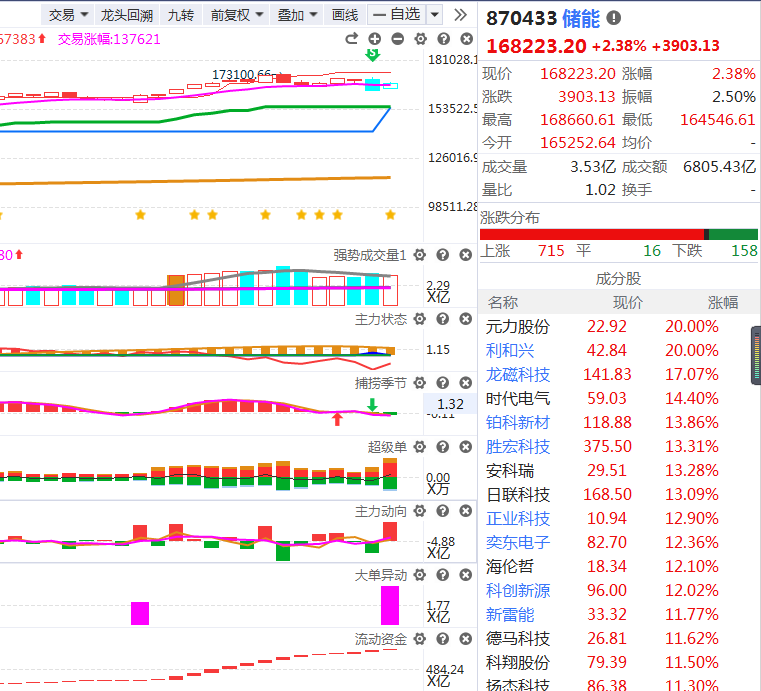 交易 龙头回溯 九转 前复权 叠加 画线 一 自选
57383 交易涨幅:137621
S
173100.66
181028.1
153522.5
126016.9
98511.28
30 强势成交量1
2.29
X亿
主力状态
1.15
捕捞季节
1.32
超级单
0.00
X万
主力动向
-4.88
X亿
大单异动
1.77
X亿
流动资金
484.24
X亿
870433 储能
168223.20 +2.38% +3903.13
现价 168223.20 涨幅 2.38%
涨跌 3903.13 振幅 2.50%
最高 168660.61 最低 164546.61
今开 165252.64 均价 -
成交量 3.53亿 成交额 6805.43亿
量比 1.02 换手 -
涨跌分布
上涨 715 平 16 下跌 158
成分股
名称 现价 涨幅
元力股份 22.92 20.00%
利和兴 42.84 20.00%
龙磁科技 141.83 17.07%
时代电气 59.03 14.40%
铂科新材 118.88 13.86%
胜宏科技 375.50 13.31%
安科瑞 29.51 13.28%
日联科技 168.50 13.09%
正业科技 10.94 12.90%
奕东电子 82.70 12.36%
海伦哲 18.34 12.10%
科创新源 96.00 12.02%
新雷能 33.32 11.77%
德马科技 26.81 11.62%
科翔股份 79.39 11.50%
扬杰科技 86.38 11.30%